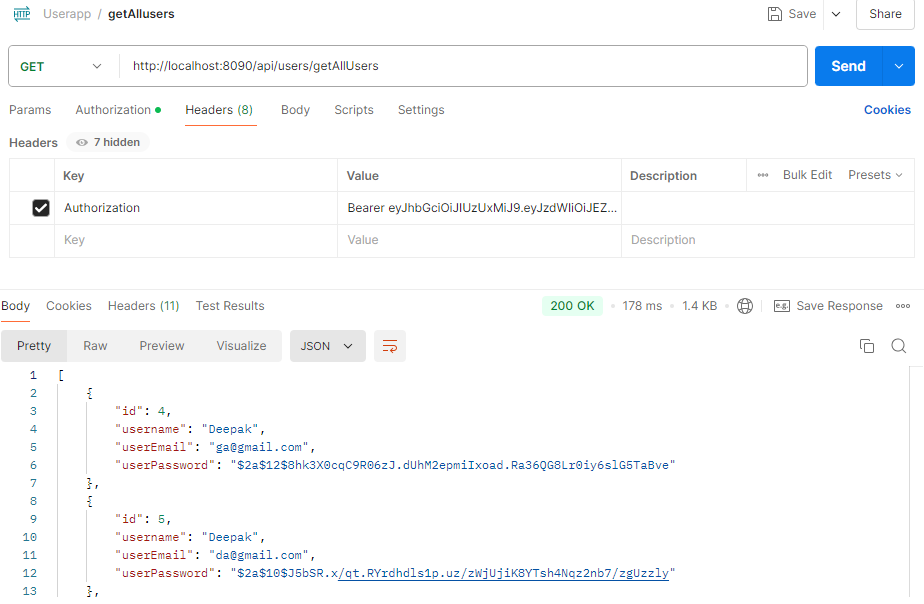 HTTP Userapp / getAllusers Save Share
GET http://localhost:8090/api/users/getAllUsers Send
Params Authorization Headers (8) Body Scripts Settings Cookies
Headers 7 hidden
Key Value Description Bulk Edit Presets
Authorization Bearer eyJhbGciOiJIUzUxMiJ9.eyJzdWIiOiJEZ...
Key Value Description
Body Cookies Headers (11) Test Results 200 OK 178 ms 1.4 KB e.g. Save Response
Pretty Raw Preview Visualize JSON
1 [
2 {
3 "id": 4,
4 "username": "Deepak",
5 "userEmail": "ga@gmail.com",
6 "userPassword": "$2a$12$8hk3X0cqC9R06zJ.dUhM2epmiIxoad.Ra36QG8Lr0iy6slG5TaBve"
7 },
8 {
9 "id": 5,
10 "username": "Deepak",
11 "userEmail": "da@gmail.com",
12 "userPassword": "$2a$10$J5bSR.x/qt.RYrdhdls1p.uz/zWjUjiK8YTsh4Nqz2nb7/zgUzzly"
13 },